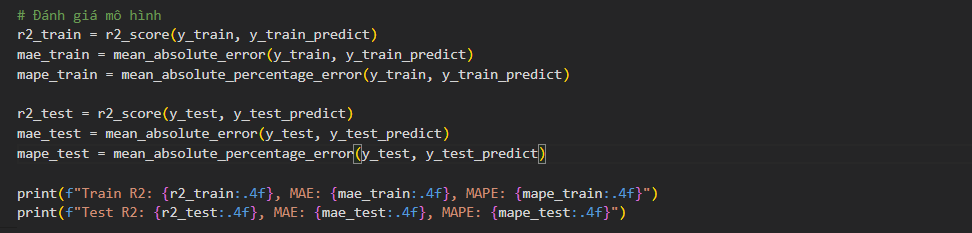 # Đánh giá mô hình
r2_train = r2_score(y_train, y_train_predict)
mae_train = mean_absolute_error(y_train, y_train_predict)
mape_train = mean_absolute_percentage_error(y_train, y_train_predict)
r2_test = r2_score(y_test, y_test_predict)
mae_test = mean_absolute_error(y_test, y_test_predict)
mape_test = mean_absolute_percentage_error(y_test, y_test_predict)
print(f"Train R2: {r2_train:.4f}, MAE: {mae_train:.4f}, MAPE: {mape_train:.4f}")
print(f"Test R2: {r2_test:.4f}, MAE: {mae_test:.4f}, MAPE: {mape_test:.4f}")